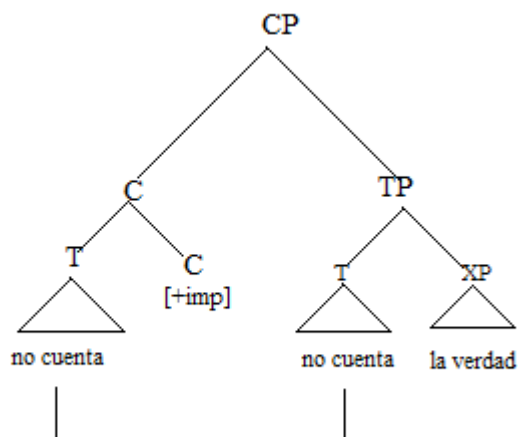 CP
C TP
T C T XP
[+imp]
no cuenta no cuenta la verdad